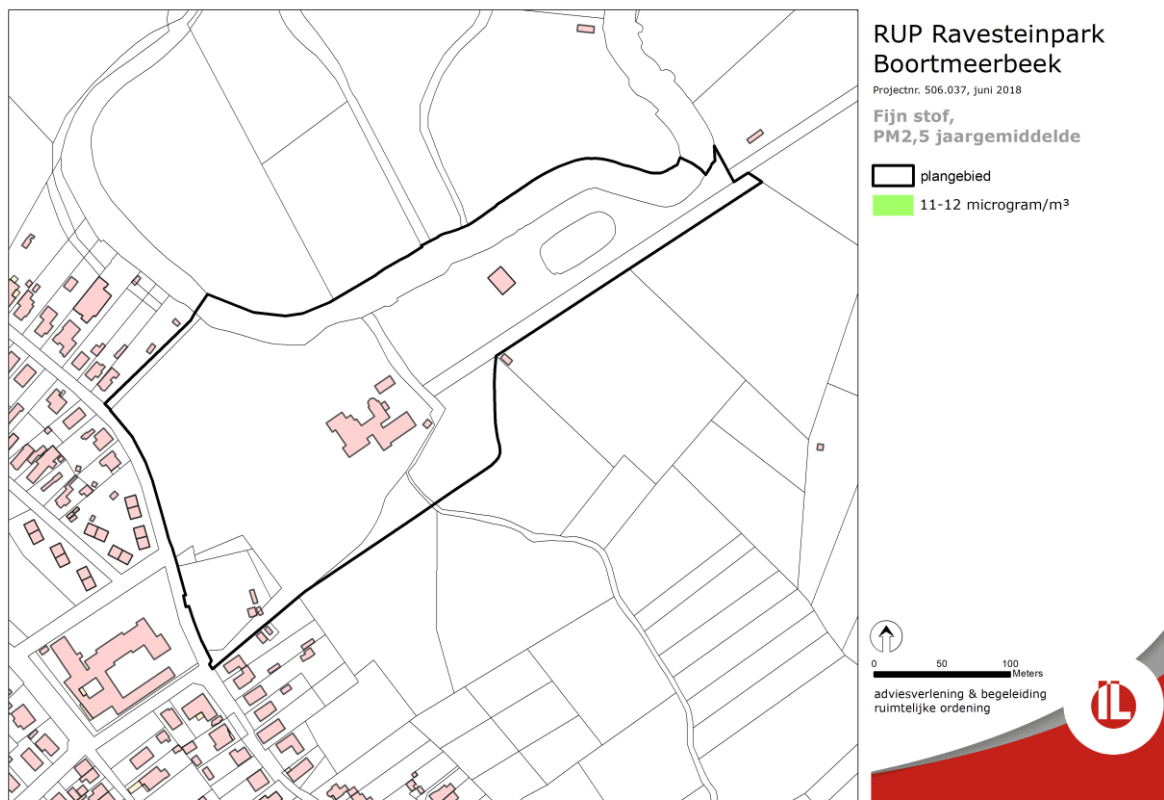 RUP Ravesteinpark
Boortmeerbeek
Projectnr. 506.037, juni 2018
Fijn stof,
PM2,5 jaargemiddelde
plangebied
11-12 microgram/m³
0 50 100
Meters
adviesverlening & begeleiding
ruimtelijke ordening
IL